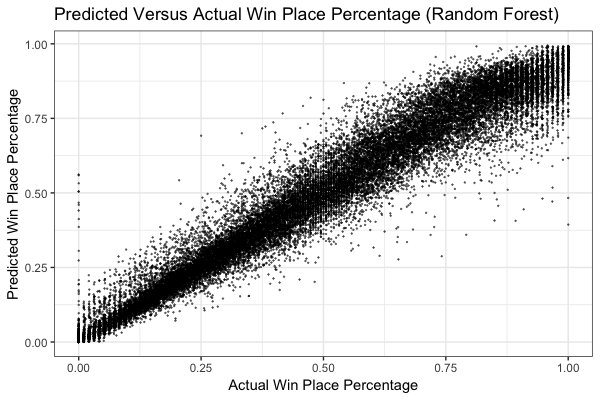 Predicted Versus Actual Win Place Percentage (Random Forest)
1.00
0.75
0.50
0.25
0.00
Predicted Win Place Percentage
0.00 0.25 0.50 0.75 1.00
Actual Win Place Percentage